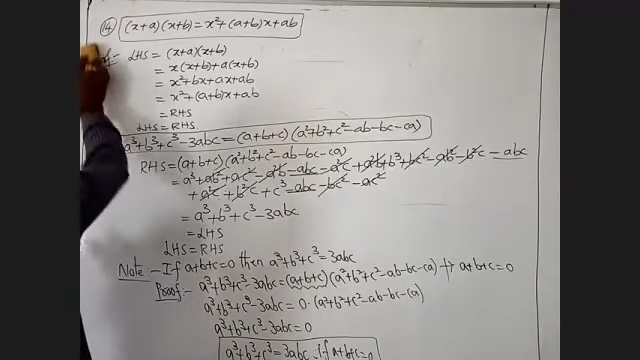 (14) (x+a)(x+b) = x²+(a+b)x+ab
LHS = (x+a)(x+b)
= x(x+b)+a(x+b)
= x²+bx+ax+ab
= x²+(a+b)x+ab
= RHS
LHS = RHS
a³+b³+c³-3abc = (a+b+c)(a²+b²+c²-ab-bc-ca)
RHS = (a+b+c)(a²+b²+c²-ab-bc-ca)
= a³+ab²+ac²-a²b-abc-a²c+a²b+b³+bc²-ab²-b²c-abc
+a²c+b²c+c³-abc-bc²-ac²
= a³+b³+c³-3abc
= LHS
LHS = RHS
Note:- If a+b+c=0 then a³+b³+c³=3abc
Proof:- a³+b³+c³-3abc = (a+b+c)(a²+b²+c²-ab-bc-ca) a+b+c=0
a³+b³+c³-3abc = 0·(a²+b²+c²-ab-bc-ca)
a³+b³+c³-3abc=0
a³+b³+c³=3abc if a+b+c=0